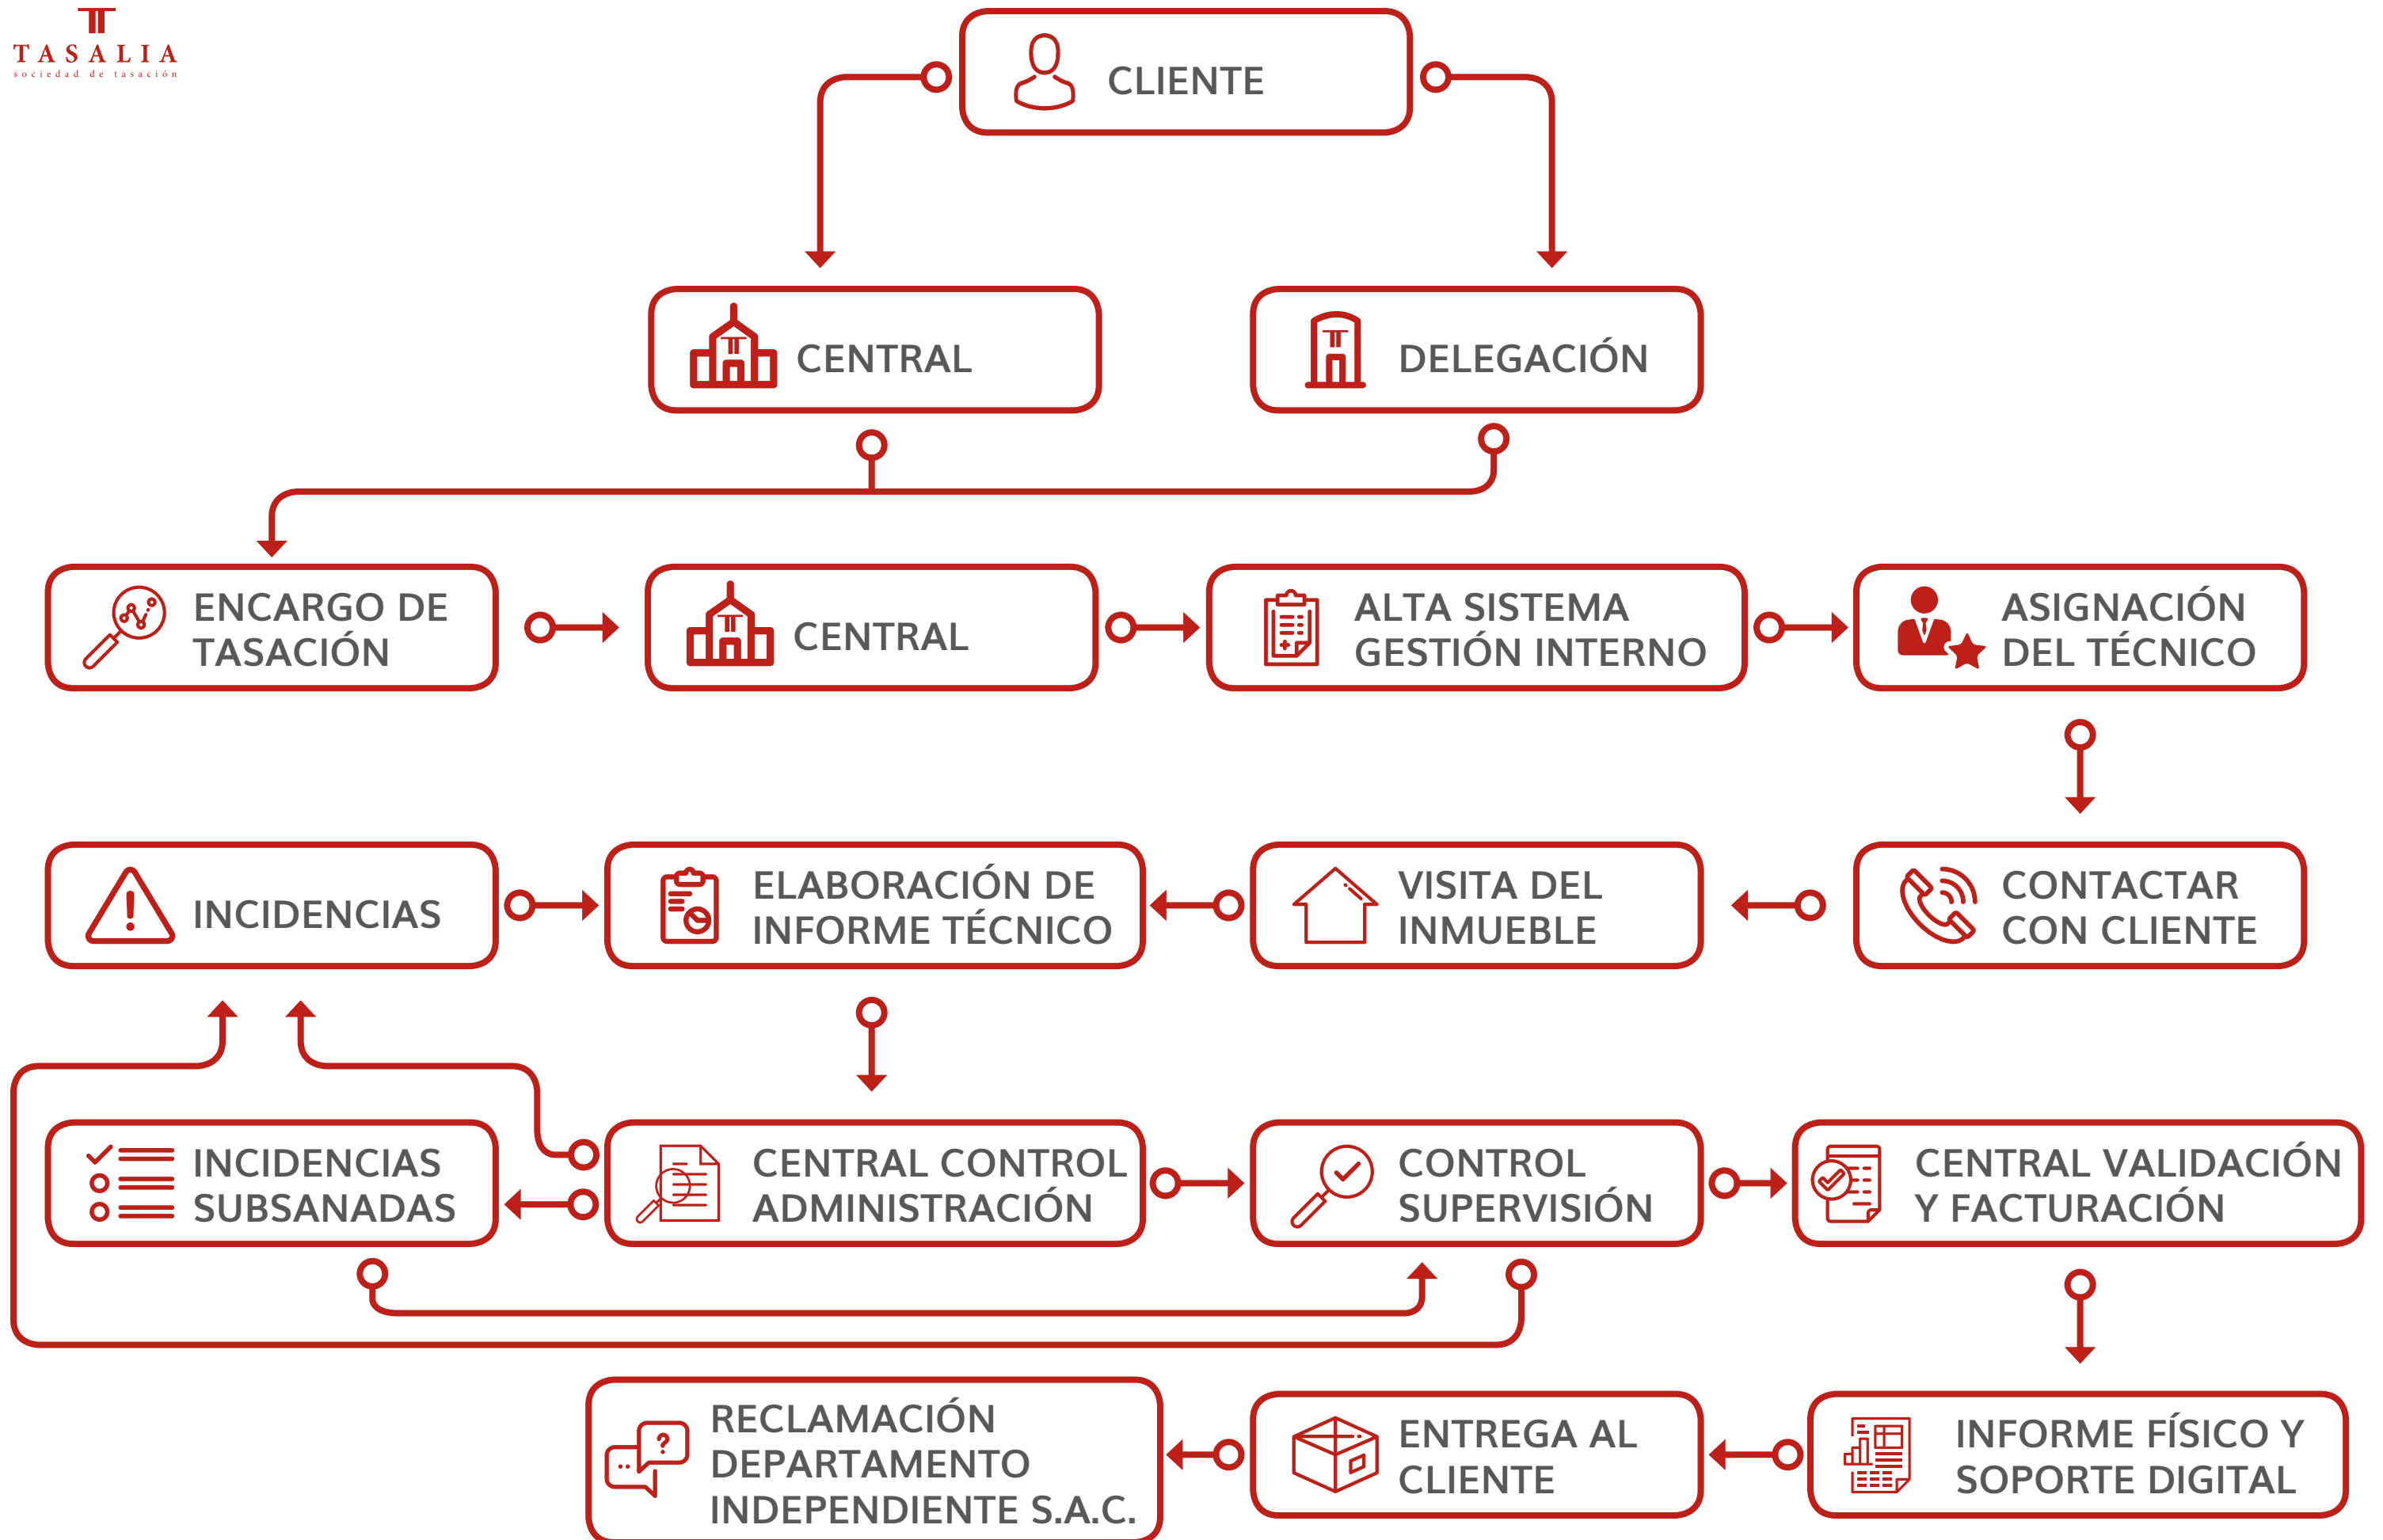 TASALIA
sociedad de tasación
CLIENTE
CENTRAL
DELEGACIÓN
ENCARGO DE
TASACIÓN
CENTRAL
ALTA SISTEMA
GESTIÓN INTERNO
ASIGNACIÓN
DEL TÉCNICO
INCIDENCIAS
ELABORACIÓN DE
INFORME TÉCNICO
VISITA DEL
INMUEBLE
CONTACTAR
CON CLIENTE
INCIDENCIAS
SUBSANADAS
CENTRAL CONTROL
ADMINISTRACIÓN
CONTROL
SUPERVISIÓN
CENTRAL VALIDACIÓN
Y FACTURACIÓN
RECLAMACIÓN
DEPARTAMENTO
INDEPENDIENTE S.A.C.
ENTREGA AL
CLIENTE
INFORME FÍSICO Y
SOPORTE DIGITAL